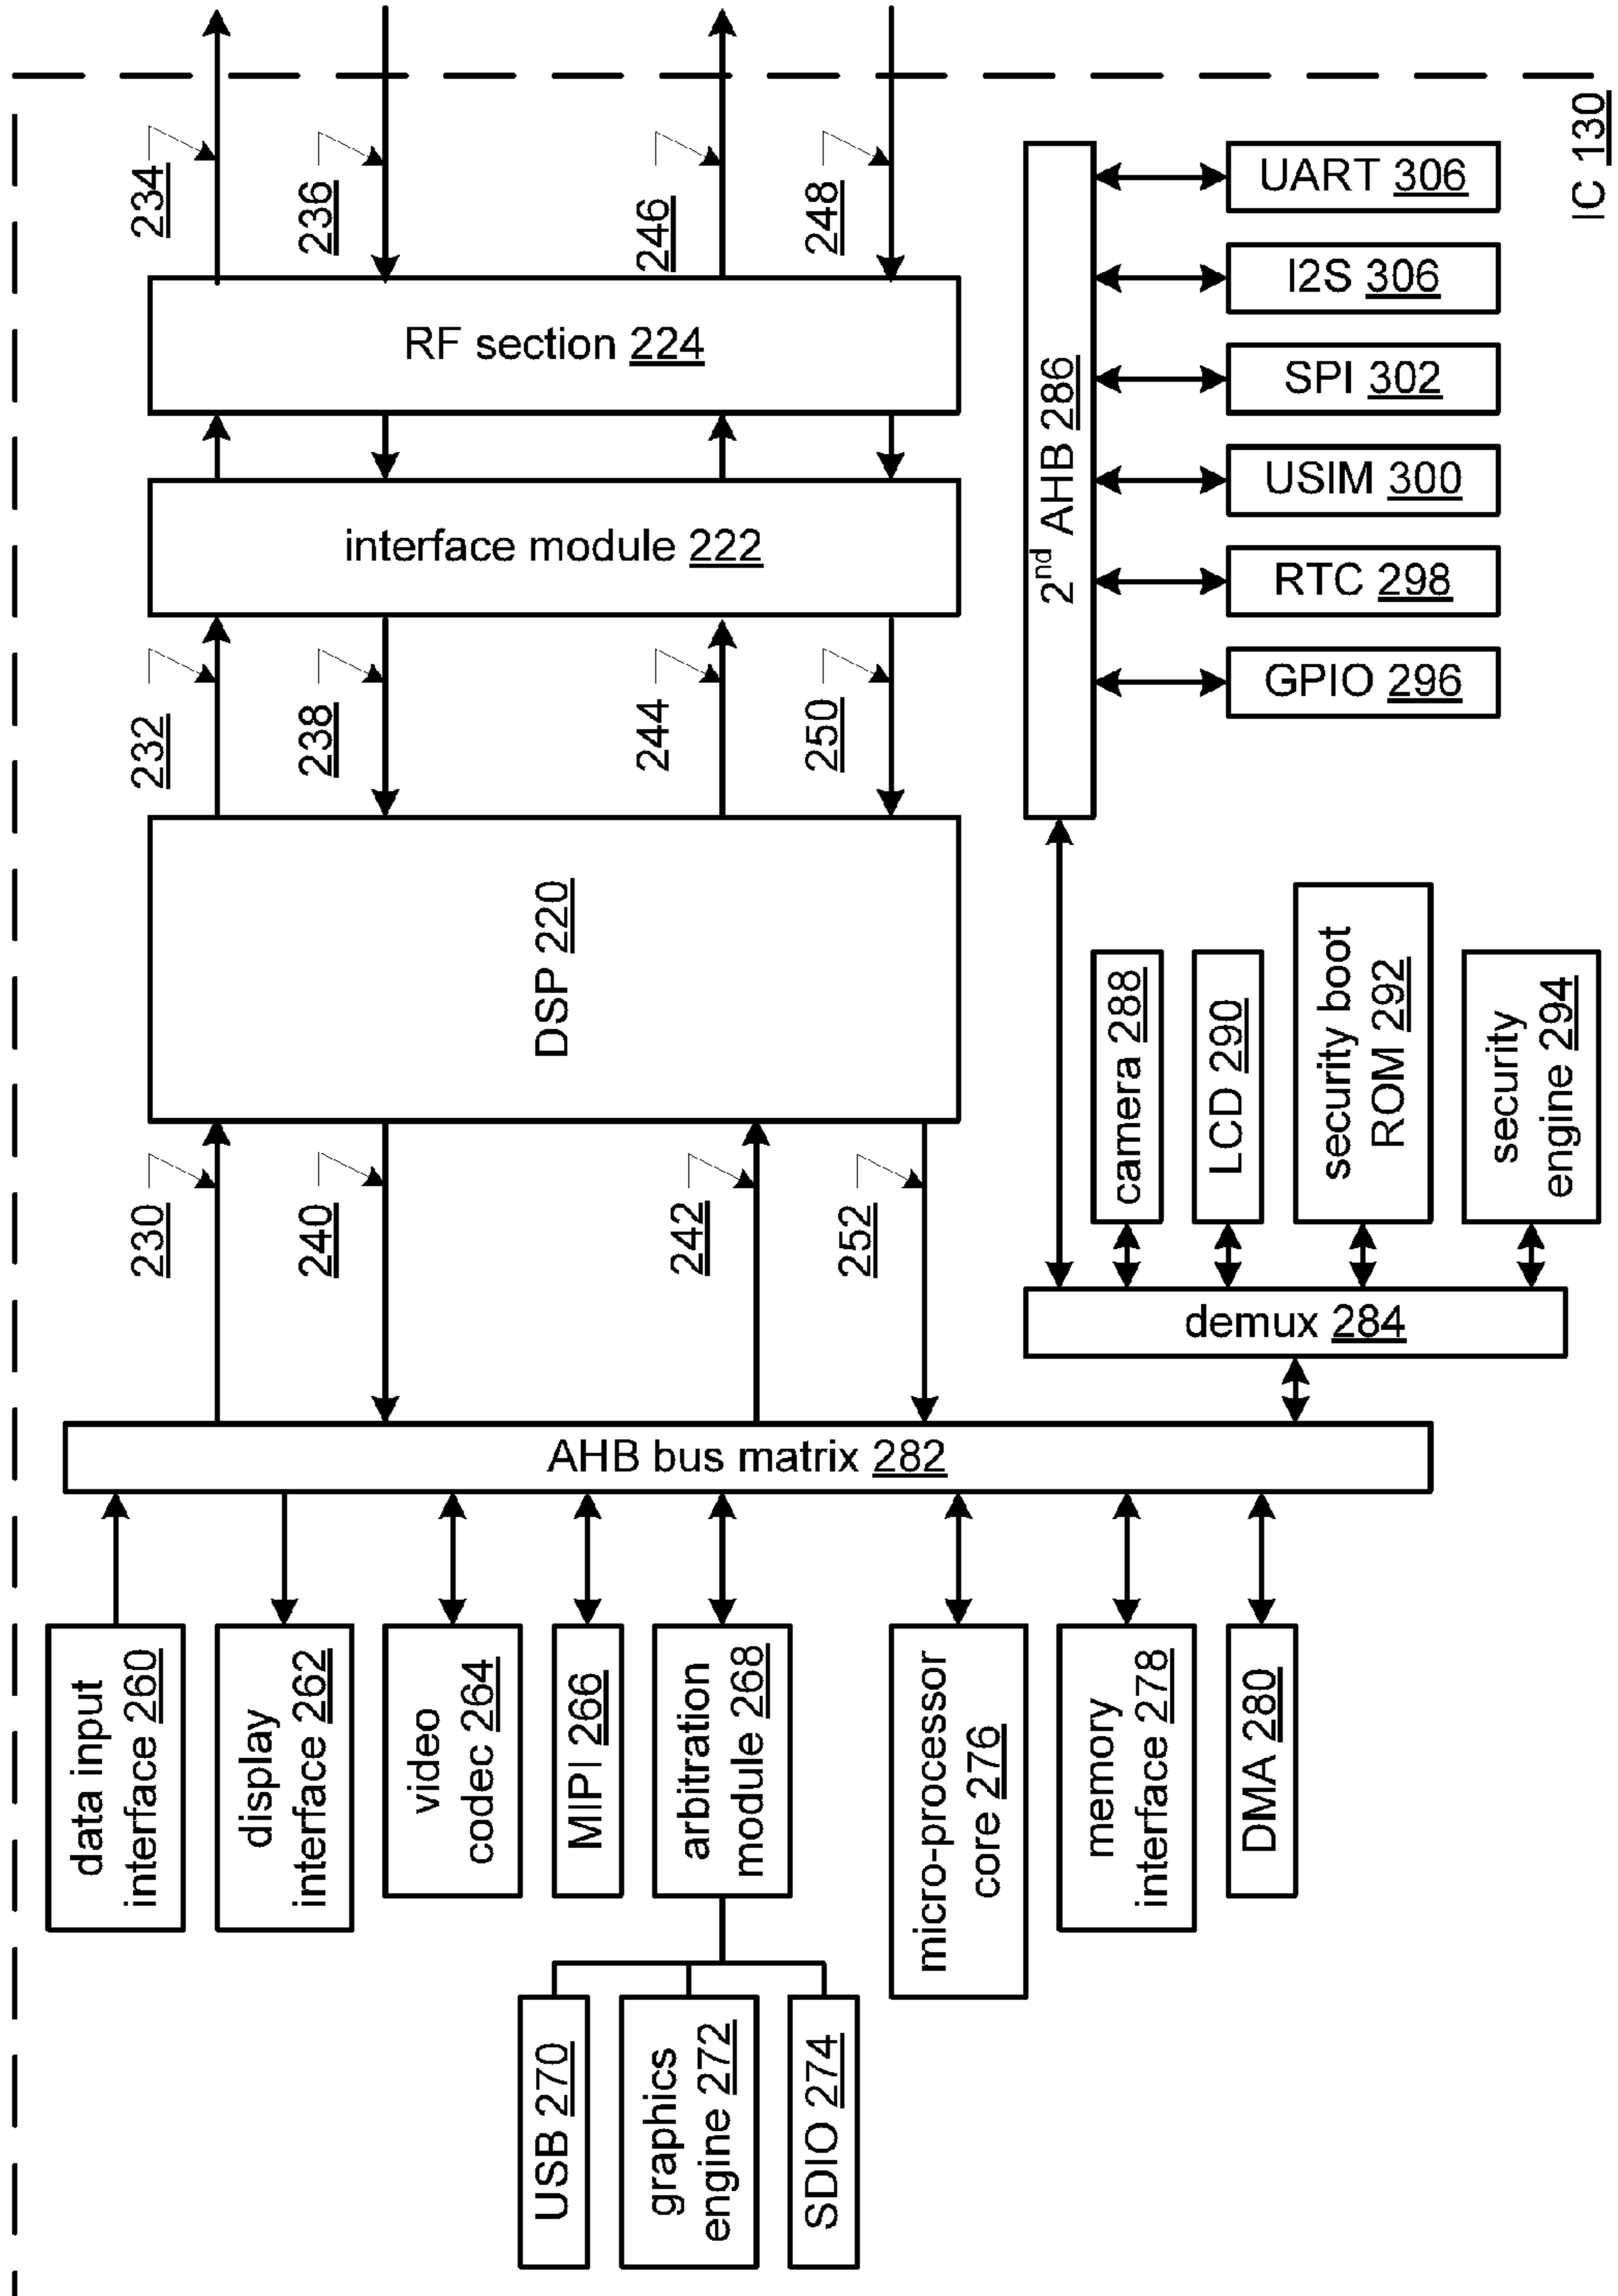 234
236
246
248
RF section 224
interface module 222
232
238
244
250
DSP 220
230
240
242
252
AHB bus matrix 282
data input
interface 260
display
interface 262
video
codec 264
MIPI 266
arbitration
module 268
micro-processor
core 276
memory
interface 278
DMA 280
USB 270
graphics
engine 272
SDIO 274
2nd AHB 286
UART 306
I2S 306
SPI 302
USIM 300
RTC 298
GPIO 296
demux 284
camera 288
LCD 290
security boot
ROM 292
security
engine 294
IC 130